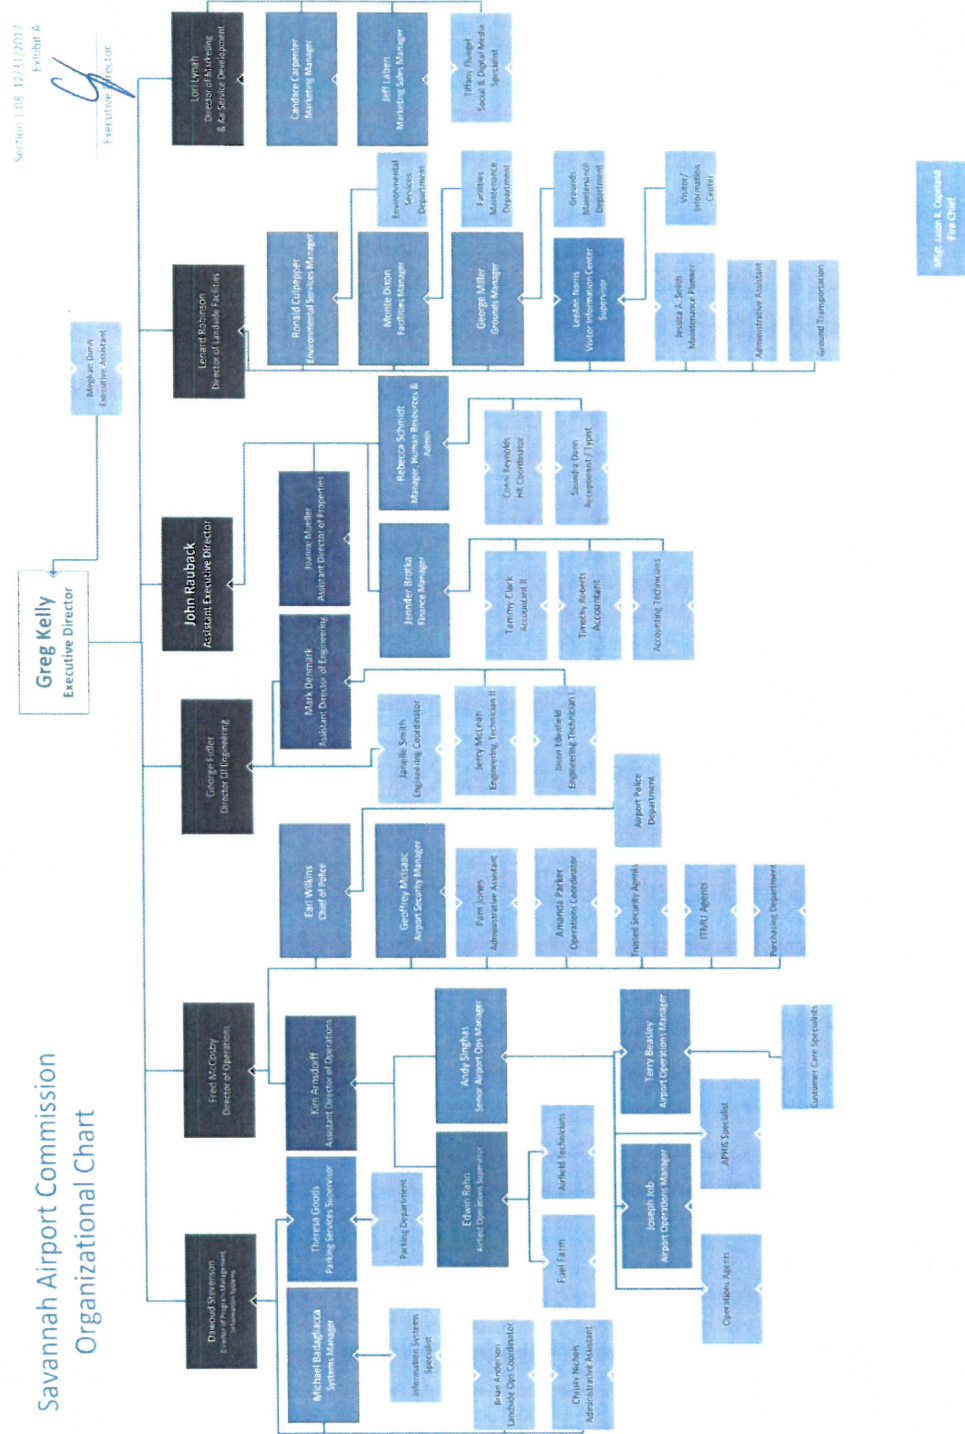 Section 1.08 12/31/2017
Exhibit A
Executive Director
Savannah Airport Commission
Organizational Chart
Greg Kelly
Executive Director
Meghan Dunn
Executive Assistant
Dawoud Stevenson
Director of Program Management,
Information Systems
Michael Badagliacca
Systems Manager
Theresa Goods
Parking Services Supervisor
Information Systems
Specialist
Parking Department
Brian Anderson
Landside Ops Coordinator
Christy Nichols
Administrative Assistant
Fred McCosby
Director of Operations
Kim Arnsdorff
Assistant Director of Operations
Edwin Rahn
Airfield Operations Supervisor
Andy Singhas
Senior Airport Ops Manager
Fuel Farm
Airfield Technicians
Joseph Job
Airport Operations Manager
Terry Beasley
Airport Operations Manager
Operations Agents
APHIS Specialist
Customer Care Specialists
Earl Wilkins
Chief of Police
Geoffrey McIsaac
Airport Security Manager
Pam Jones
Administrative Assistant
Amanda Parker
Operations Coordinator
Trusted Security Agents
ITMU Agents
Purchasing Department
Airport Police
Department
George Fidler
Director Of Engineering
Mark Denmark
Assistant Director of Engineering
Janelle Smith
Engineering Coordinator
Jerry McLean
Engineering Technician II
Jason Edenfield
Engineering Technician I
John Rauback
Assistant Executive Director
Joanne Mueller
Assistant Director of Properties
Jennifer Brotka
Finance Manager
Rebecca Schmidt
Manager, Human Resources &
Admin
Tammy Clark
Accountant II
Timothy Roberts
Accountant
Accounting Technicians
Conni Reynolds
HR Coordinator
Saundra Dunn
Receptionist / Typist
Lenard Robinson
Director of Landside Facilities
Ronald Culpepper
Environmental Services Manager
Monte Dixon
Facilities Manager
George Miller
Grounds Manager
LeeAnn Norris
Visitor Information Center
Supervisor
Jessica A. Smith
Maintenance Planner
Administrative Assistant
Ground Transportation
Environmental
Services
Department
Facilities
Maintenance
Department
Grounds
Maintenance
Department
Visitor/
Information
Center
Lori Lynah
Director of Marketing
& Air Service Development
Candace Carpenter
Marketing Manager
Jeff Laben
Marketing Sales Manager
Tiffany
Social & Digital Media
Specialist
Copeland
Fire Chief